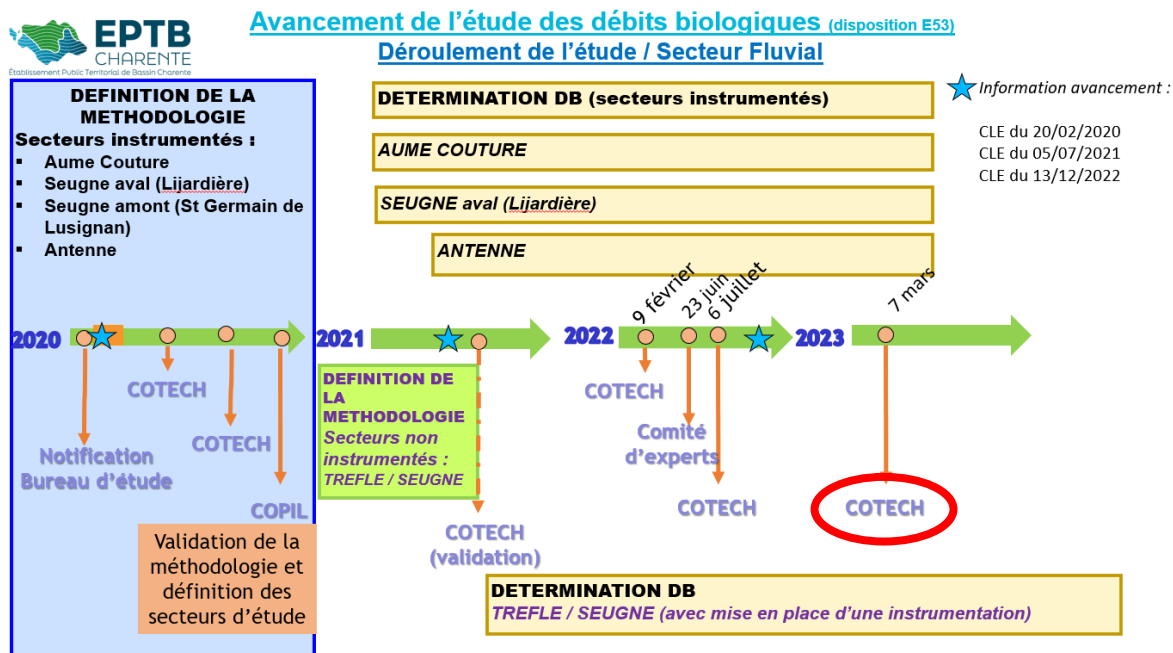 EPTB
CHARENTE
Établissement Public Territorial de Bassin Charente
Avancement de l'étude des débits biologiques (disposition E53)
Déroulement de l'étude / Secteur Fluvial
DEFINITION DE LA
METHODOLOGIE
Secteurs instrumentés :
▪ Aume Couture
▪ Seugne aval (Lijardière)
▪ Seugne amont (St Germain de
Lusignan)
▪ Antenne
DETERMINATION DB (secteurs instrumentés)
AUME COUTURE
SEUGNE aval (Lijardière)
ANTENNE
Information avancement :
CLE du 20/02/2020
CLE du 05/07/2021
CLE du 13/12/2022
9 février
23 juin
6 juillet
7 mars
2020
2021
2022
2023
COTECH
COTECH
Notification
Bureau d'étude
COPIL
Validation de la
méthodologie et
définition des
secteurs d'étude
DEFINITION DE
LA
METHODOLOGIE
Secteurs non
instrumentés :
TREFLE / SEUGNE
COTECH
(validation)
COTECH
Comité
d'experts
COTECH
COTECH
DETERMINATION DB
TREFLE / SEUGNE (avec mise en place d'une instrumentation)